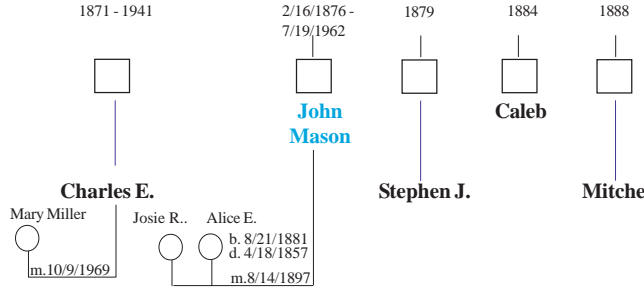 1871 - 1941
2/16/1876 -
7/19/1962
1879
1884
1888
John
Mason
Caleb
Charles E.
Stephen J.
Mitche
Mary Miller
Josie R..
Alice E.
b. 8/21/1881
d. 4/18/1857
m.10/9/1969
m.8/14/1897